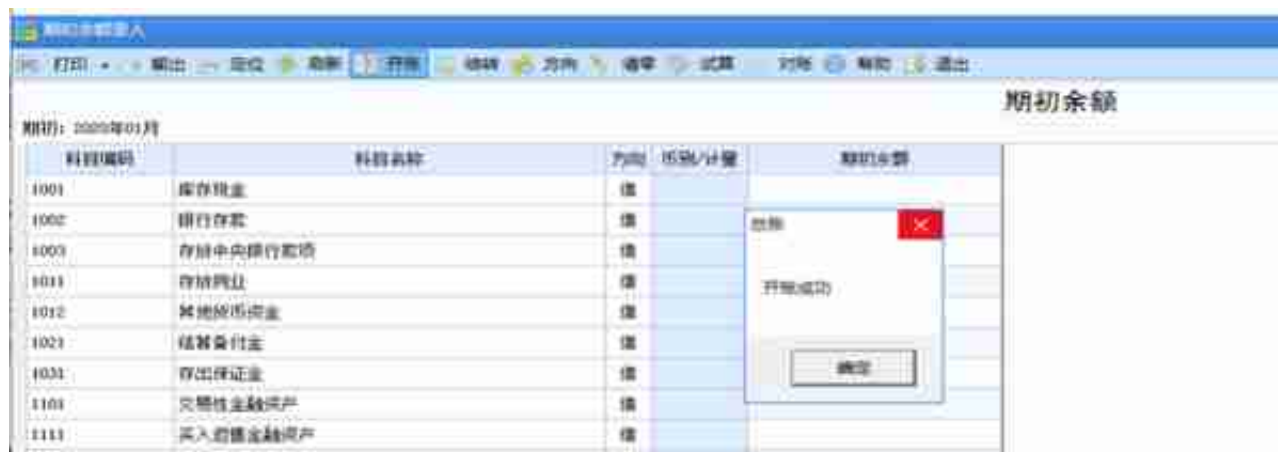 期初余额录入
打印 输出 定位 刷新 开账 结转 方向 清零 试算 对账 帮助 退出
期初余额
期初: 2020年01月
科目编码 科目名称 方向 币别/计量 期初余额
1001 库存现金 借
1002 银行存款 借
1003 存放中央银行款项 借
1011 存放同业 借
1012 其他货币资金 借
1021 结算备付金 借
1031 存出保证金 借
1101 交易性金融资产 借
1111 买入返售金融资产 借
总账
开账成功
确定